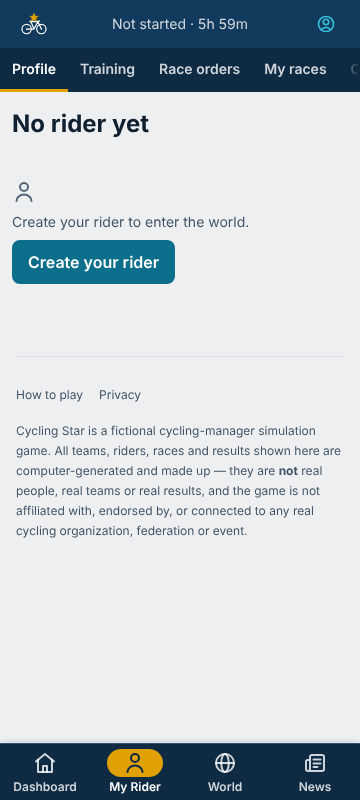 Not started · 5h 59m
Profile Training Race orders My races
No rider yet
Create your rider to enter the world.
Create your rider
How to play Privacy
Cycling Star is a fictional cycling-manager simulation
game. All teams, riders, races and results shown here are
computer-generated and made up — they are not real
people, real teams or real results, and the game is not
affiliated with, endorsed by, or connected to any real
cycling organization, federation or event.
Dashboard My Rider World News